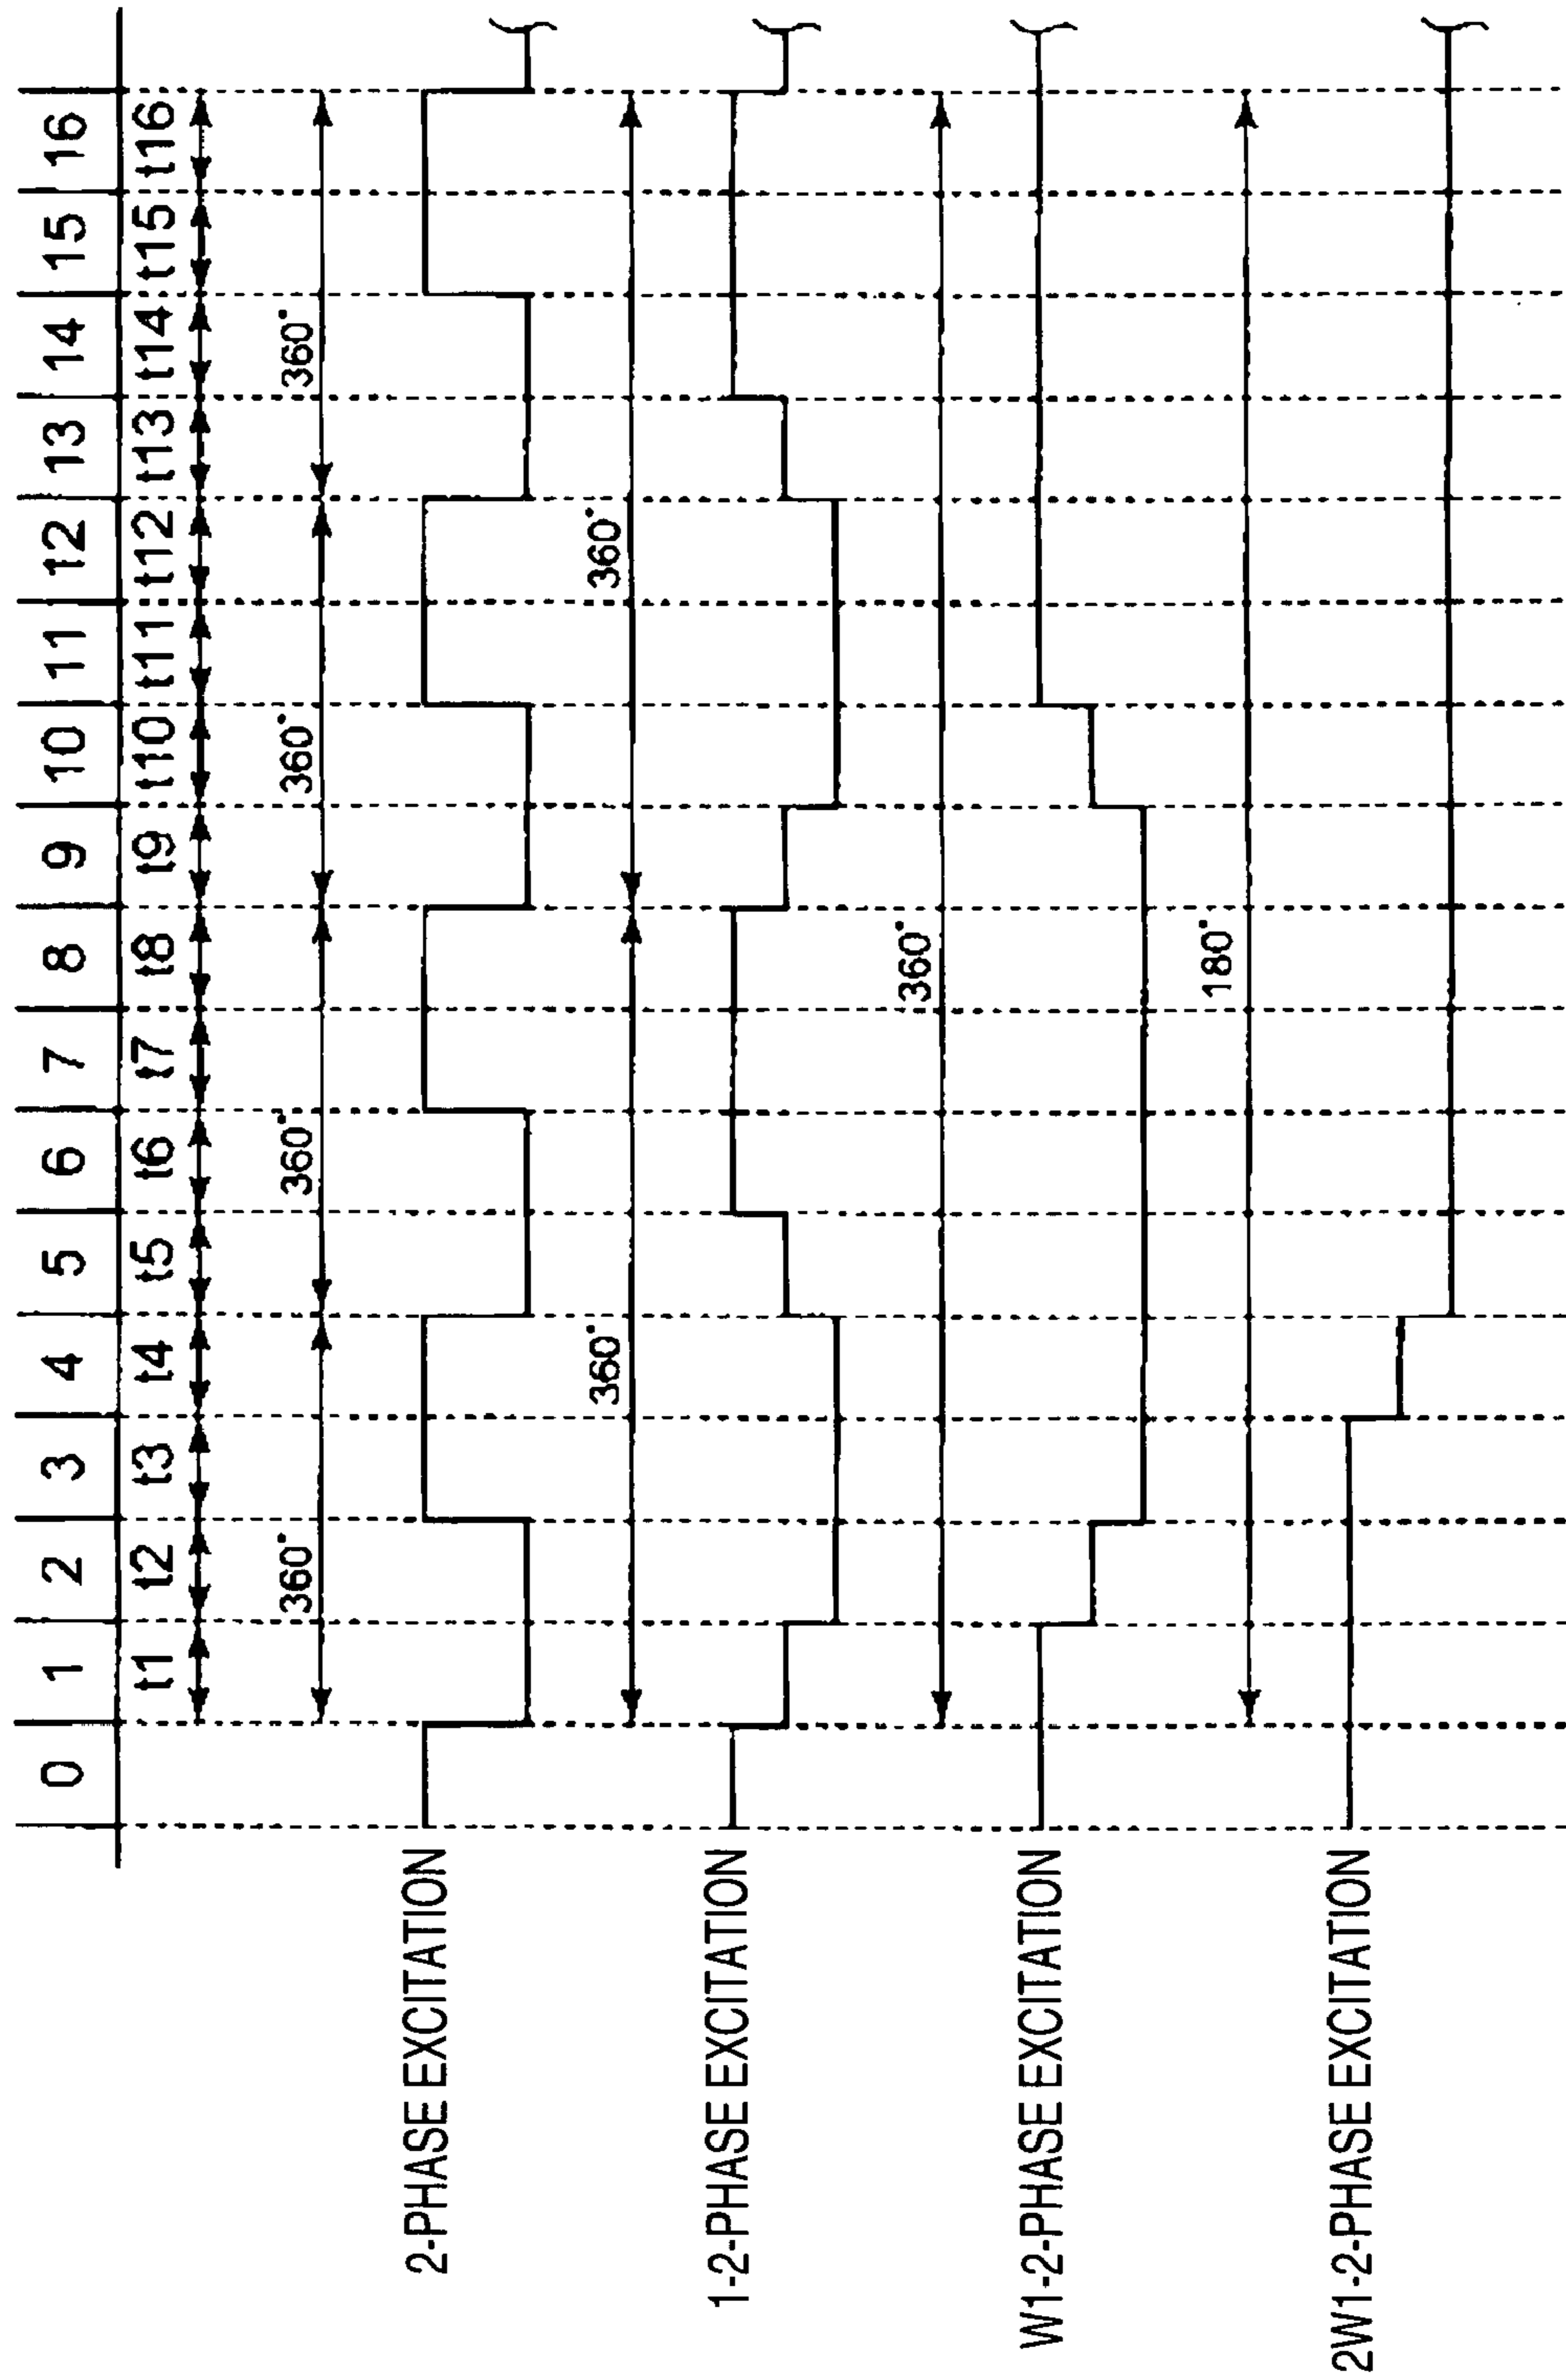 0 1 2 3 4 5 6 7 8 9 10 11 12 13 14 15 16
t1 t2 t3 t4 t5 t6 t7 t8 t9 t10 t11 t12 t13 t14 t15 t16
360° 360° 360° 360°
2-PHASE EXCITATION
360° 360°
1-2-PHASE EXCITATION
360°
W1-2-PHASE EXCITATION
180°
2W1-2-PHASE EXCITATION